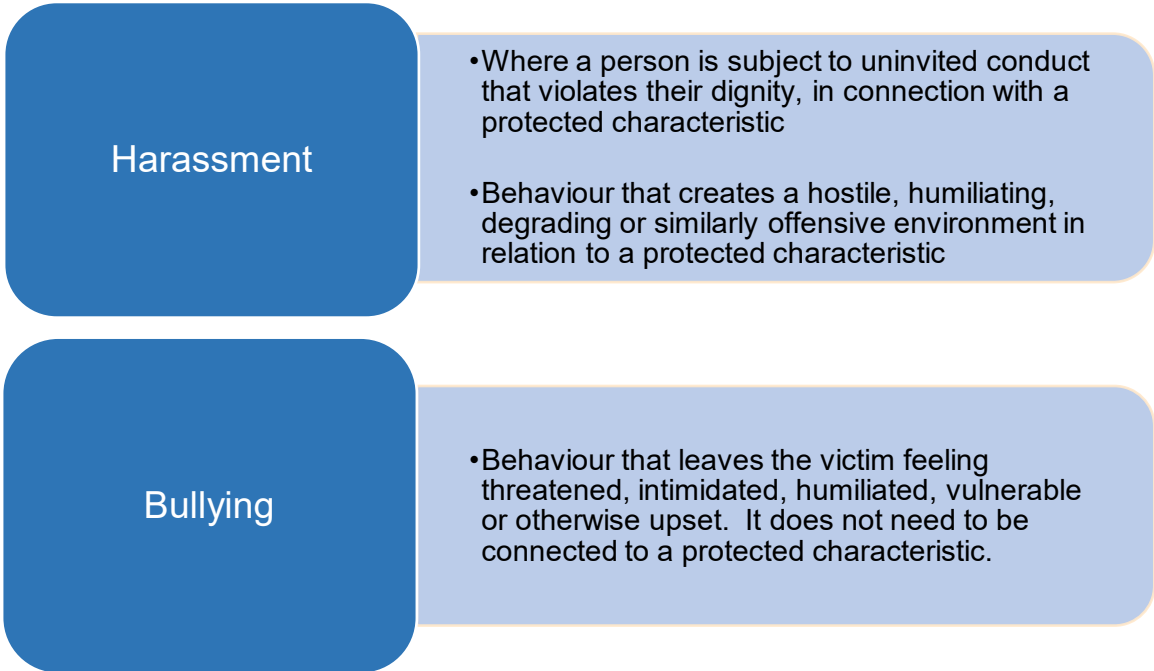 Harassment
•Where a person is subject to uninvited conduct
that violates their dignity, in connection with a
protected characteristic
•Behaviour that creates a hostile, humiliating,
degrading or similarly offensive environment in
relation to a protected characteristic
Bullying
•Behaviour that leaves the victim feeling
threatened, intimidated, humiliated, vulnerable
or otherwise upset.  It does not need to be
connected to a protected characteristic.